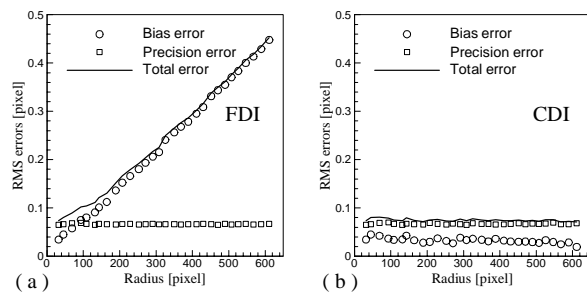 0.5
0.4
0.3
0.2
0.1
0
RMS errors [pixel]
Bias error
Precision error
Total error
FDI
0 100 200 300 400 500 600
Radius [pixel]
( a )
0.5
0.4
0.3
0.2
0.1
0
RMS errors [pixel]
Bias error
Precision error
Total error
CDI
0 100 200 300 400 500 600
Radius [pixel]
( b )